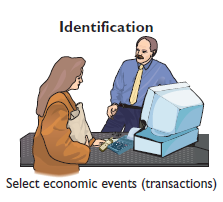 Identification
Select economic events (transactions)